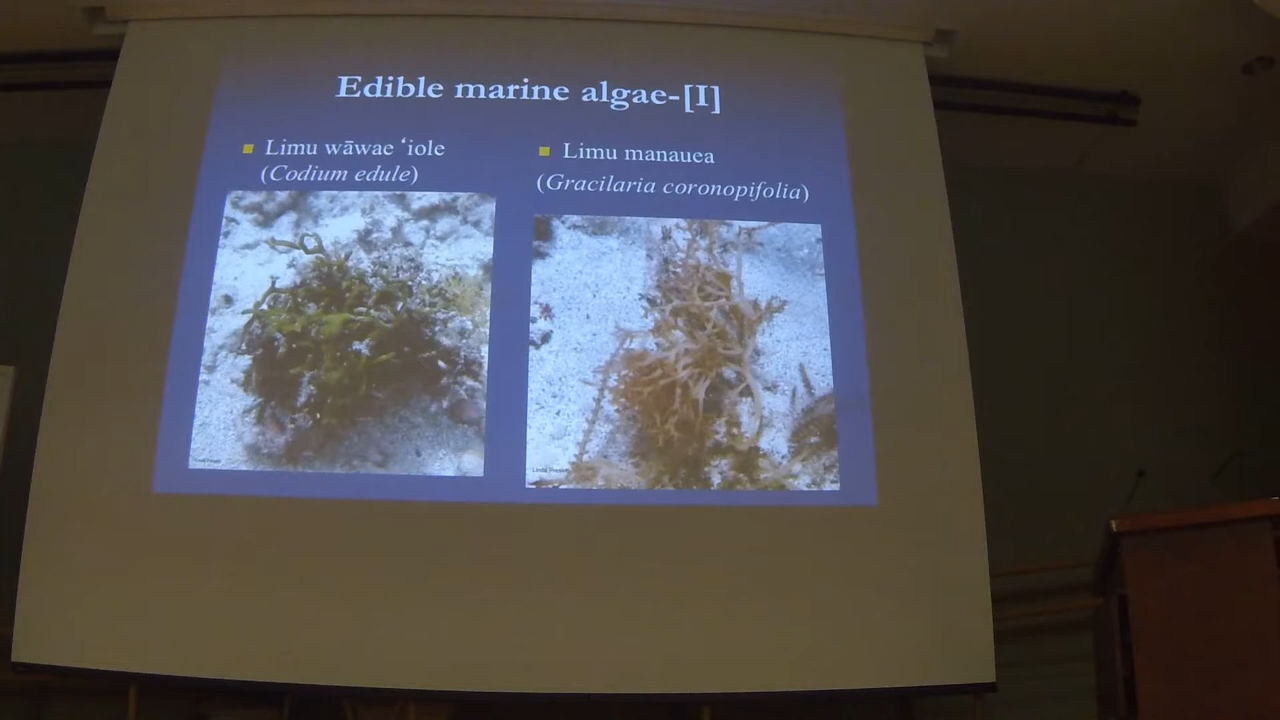 Edible marine algae-[I]
Limu wāwae ʻiole
(Codium edule)
Limu manauea
(Gracilaria coronopifolia)